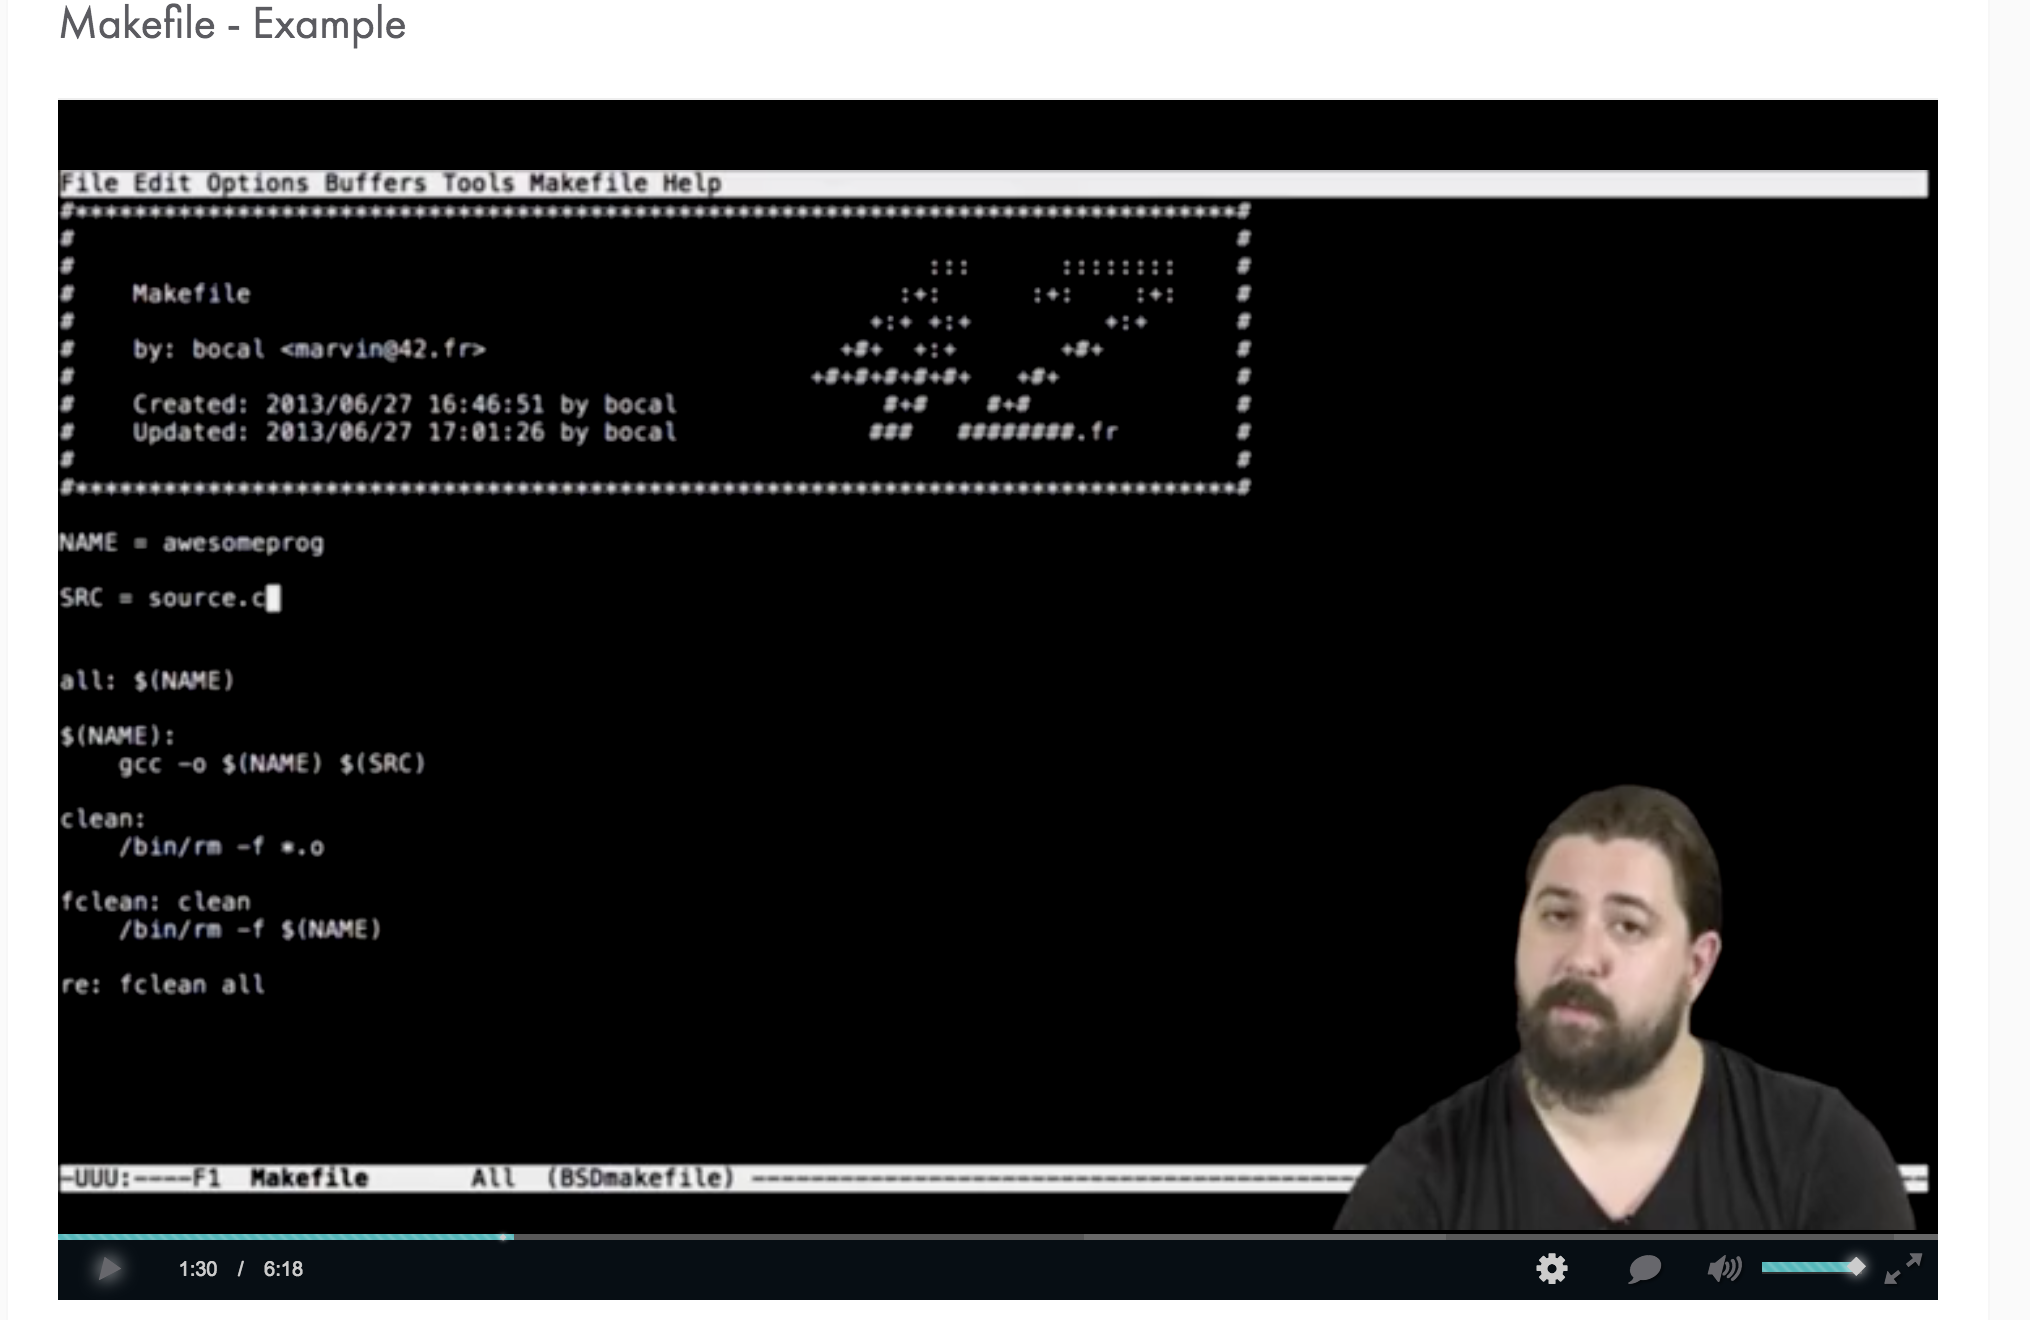 Makefile - Example
File Edit Options Buffers Tools Makefile Help
#******************************************************************************#
#                                                                              #
#                                                          :::      ::::::::    #
#    Makefile                                            :+:      :+:    :+:    #
#                                                      +:+ +:+         +:+      #
#    by: bocal <marvin@42.fr>                        +#+  +:+       +#+         #
#                                                  +#+#+#+#+#+   +#+            #
#    Created: 2013/06/27 16:46:51 by bocal              #+#    #+#              #
#    Updated: 2013/06/27 17:01:26 by bocal             ###   ########.fr        #
#                                                                              #
#******************************************************************************#
NAME = awesomeprog
SRC = source.c
all: $(NAME)
$(NAME):
    gcc -o $(NAME) $(SRC)
clean:
    /bin/rm -f *.o
fclean: clean
    /bin/rm -f $(NAME)
re: fclean all
-UUU:----F1  Makefile       All  (BSDmakefile) ------------------------------------------
1:30 / 6:18